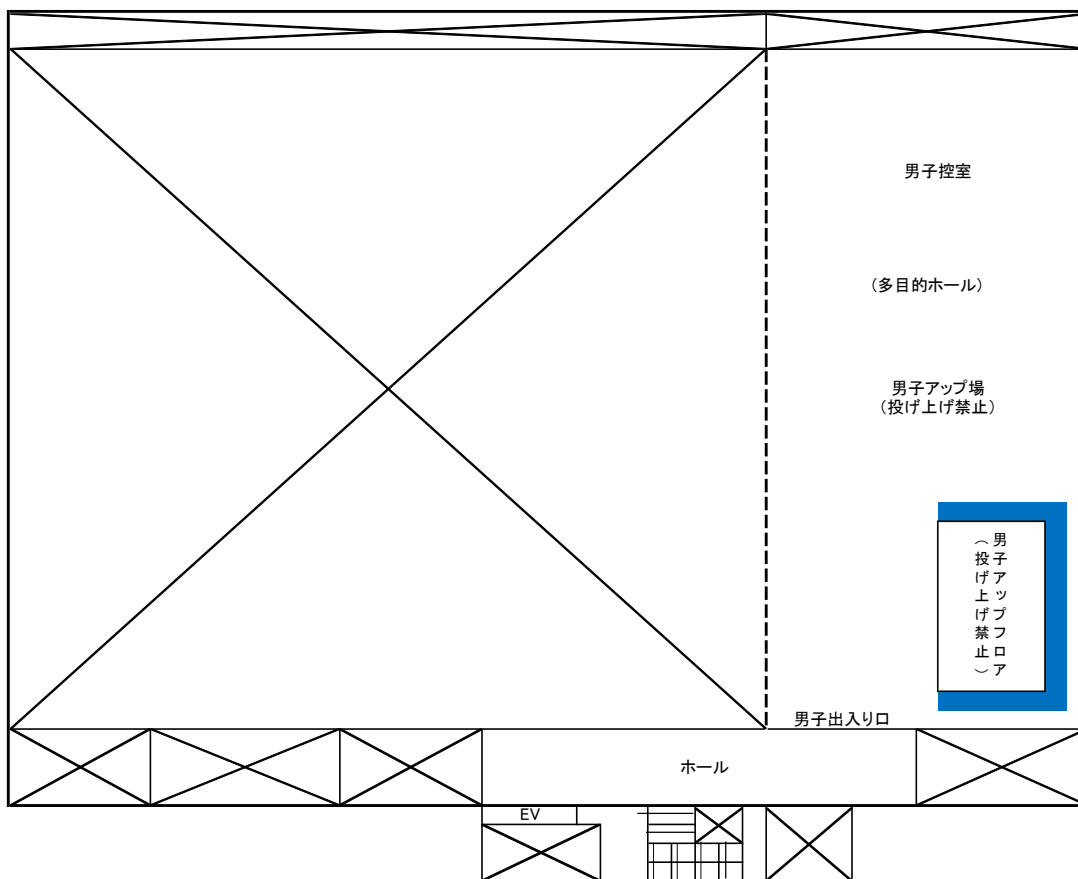 男子控室
（多目的ホール）
男子アップ場
（投げ上げ禁止）
男子アップフロア
（投げ上げ禁止）
男子出入り口
ホール
EV